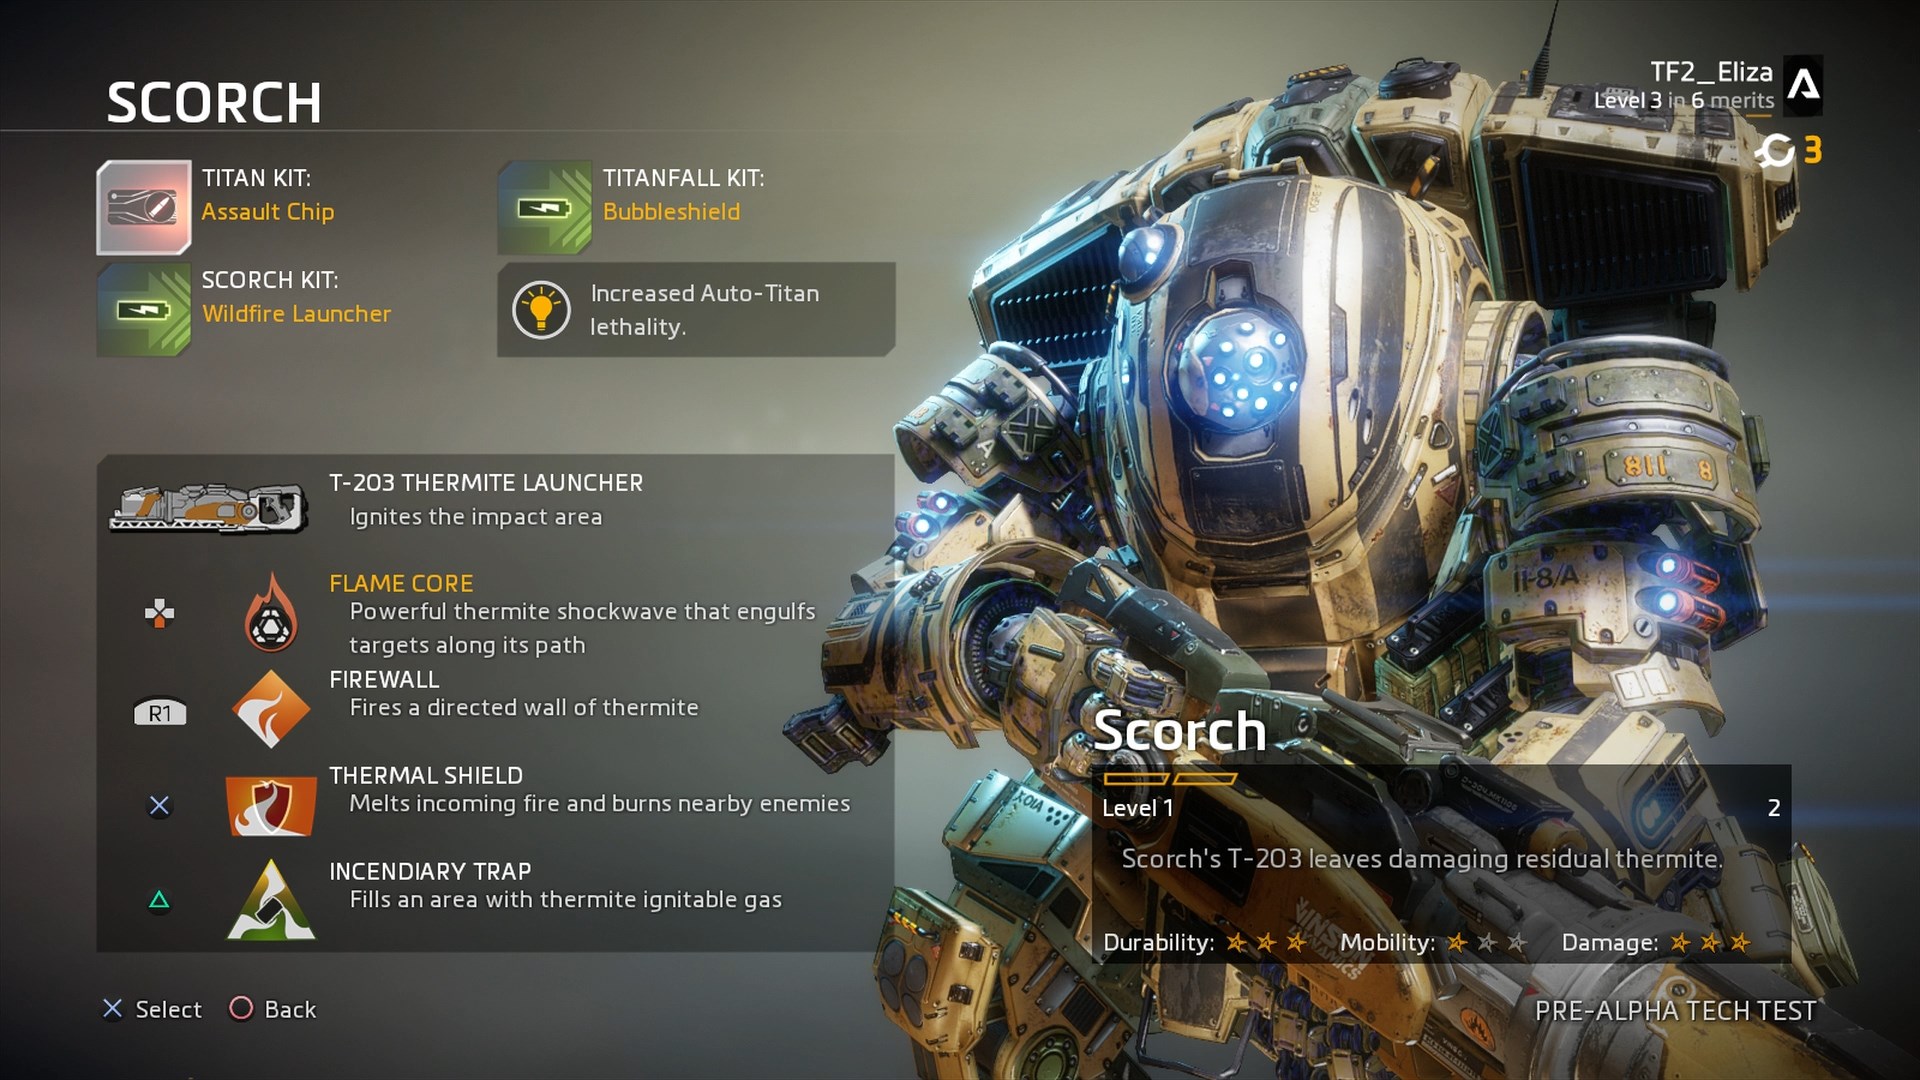 SCORCH
TF2_Eliza
Level 3 in 6 merits
3
TITAN KIT:
Assault Chip
TITANFALL KIT:
Bubbleshield
SCORCH KIT:
Wildfire Launcher
Increased Auto-Titan
lethality.
T-203 THERMITE LAUNCHER
Ignites the impact area
FLAME CORE
Powerful thermite shockwave that engulfs
targets along its path
R1
FIREWALL
Fires a directed wall of thermite
THERMAL SHIELD
Melts incoming fire and burns nearby enemies
INCENDIARY TRAP
Fills an area with thermite ignitable gas
811 8
11-8/A
Scorch
Level 1
2
Scorch's T-203 leaves damaging residual thermite.
Durability:
Mobility:
Damage:
Select
Back
PRE-ALPHA TECH TEST